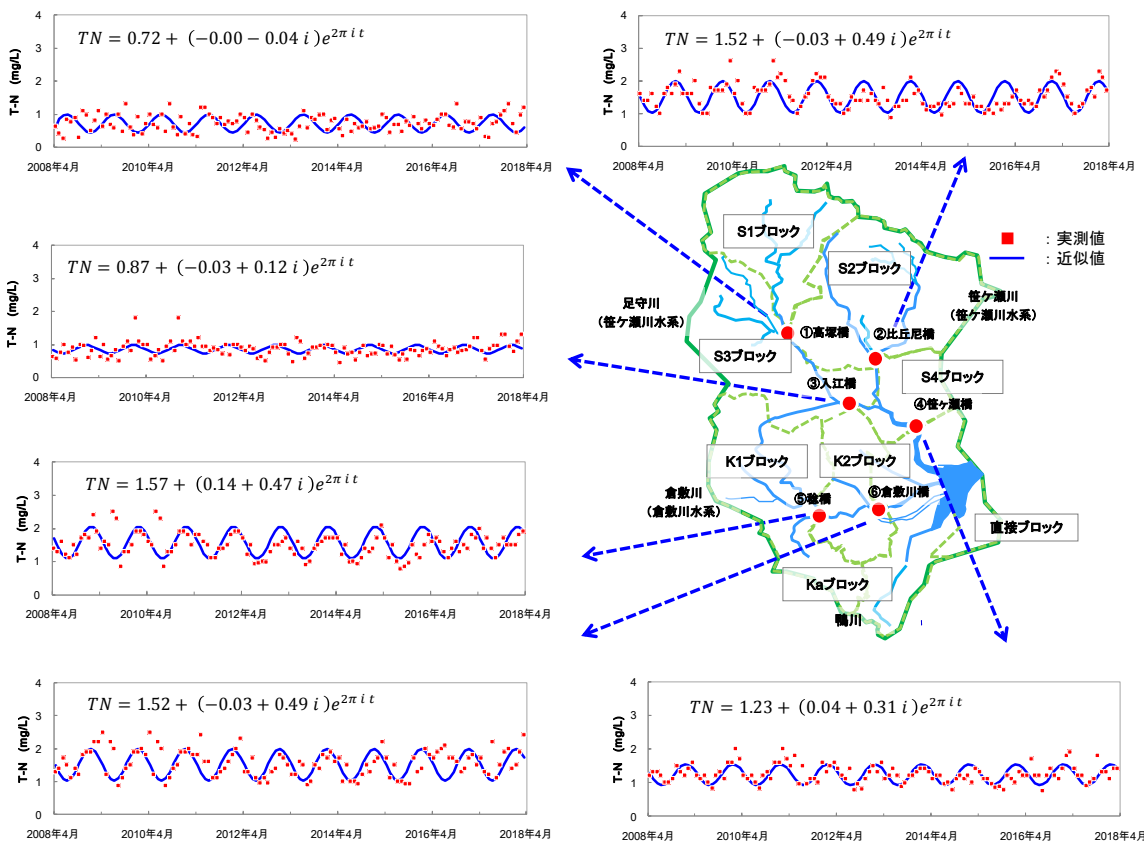 4
3
2
1
0
T-N (mg/L)
TN = 0.72 + (−0.00 − 0.04 i)e^{2π i t}
2008年4月 2010年4月 2012年4月 2014年4月 2016年4月 2018年4月
4
3
2
1
0
T-N (mg/L)
TN = 1.52 + (−0.03 + 0.49 i)e^{2π i t}
2008年4月 2010年4月 2012年4月 2014年4月 2016年4月 2018年4月
4
3
2
1
0
T-N (mg/L)
TN = 0.87 + (−0.03 + 0.12 i)e^{2π i t}
2008年4月 2010年4月 2012年4月 2014年4月 2016年4月 2018年4月
4
3
2
1
0
T-N (mg/L)
TN = 1.57 + (0.14 + 0.47 i)e^{2π i t}
2008年4月 2010年4月 2012年4月 2014年4月 2016年4月 2018年4月
：実測値
：近似値
S1ブロック
S2ブロック
足守川
(笹ケ瀬川水系)
笹ケ瀬川
(笹ケ瀬川水系)
①高塚橋
②比丘尼橋
S3ブロック
S4ブロック
③入江橋
④笹ヶ瀬橋
K1ブロック
K2ブロック
倉敷川
(倉敷川水系)
⑤稔橋
⑥倉敷川橋
直接ブロック
Kaブロック
鴨川
4
3
2
1
0
T-N (mg/L)
TN = 1.52 + (−0.03 + 0.49 i)e^{2π i t}
2008年4月 2010年4月 2012年4月 2014年4月 2016年4月 2018年4月
4
3
2
1
0
T-N (mg/L)
TN = 1.23 + (0.04 + 0.31 i)e^{2π i t}
2008年4月 2010年4月 2012年4月 2014年4月 2016年4月 2018年4月